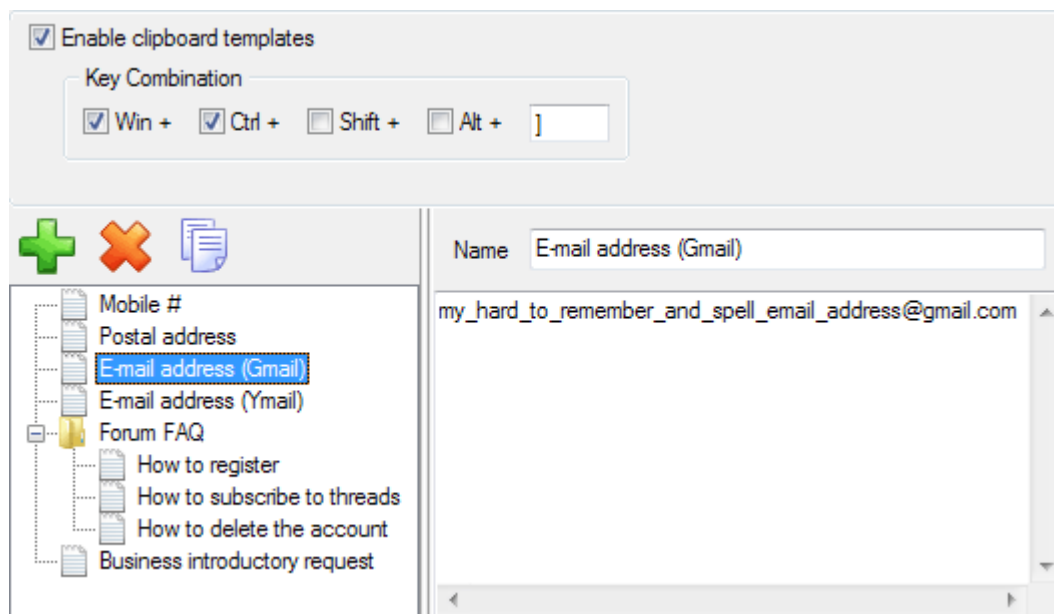 Enable clipboard templates
Key Combination
Win + Ctrl + Shift + Alt + ]
Name E-mail address (Gmail)
Mobile #
Postal address
E-mail address (Gmail)
E-mail address (Ymail)
Forum FAQ
How to register
How to subscribe to threads
How to delete the account
Business introductory request
my_hard_to_remember_and_spell_email_address@gmail.com